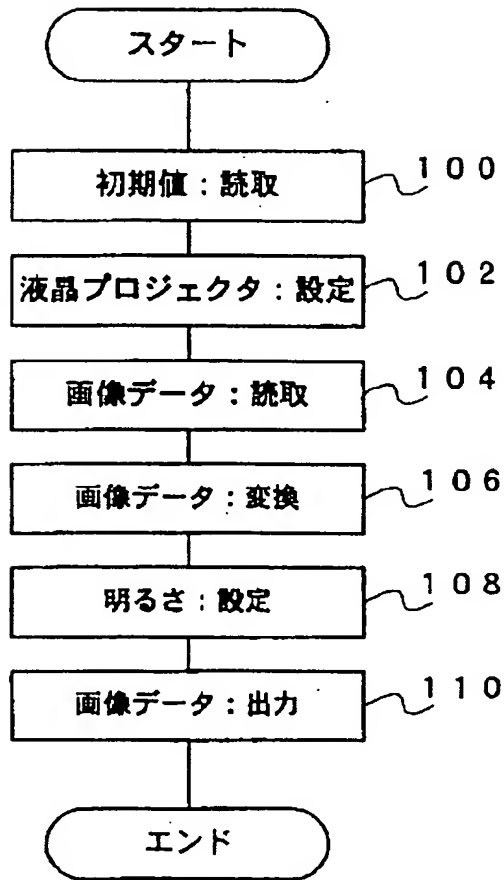 スタート
初期値：読取 １００
液晶プロジェクタ：設定 １０２
画像データ：読取 １０４
画像データ：変換 １０６
明るさ：設定 １０８
画像データ：出力 １１０
エンド